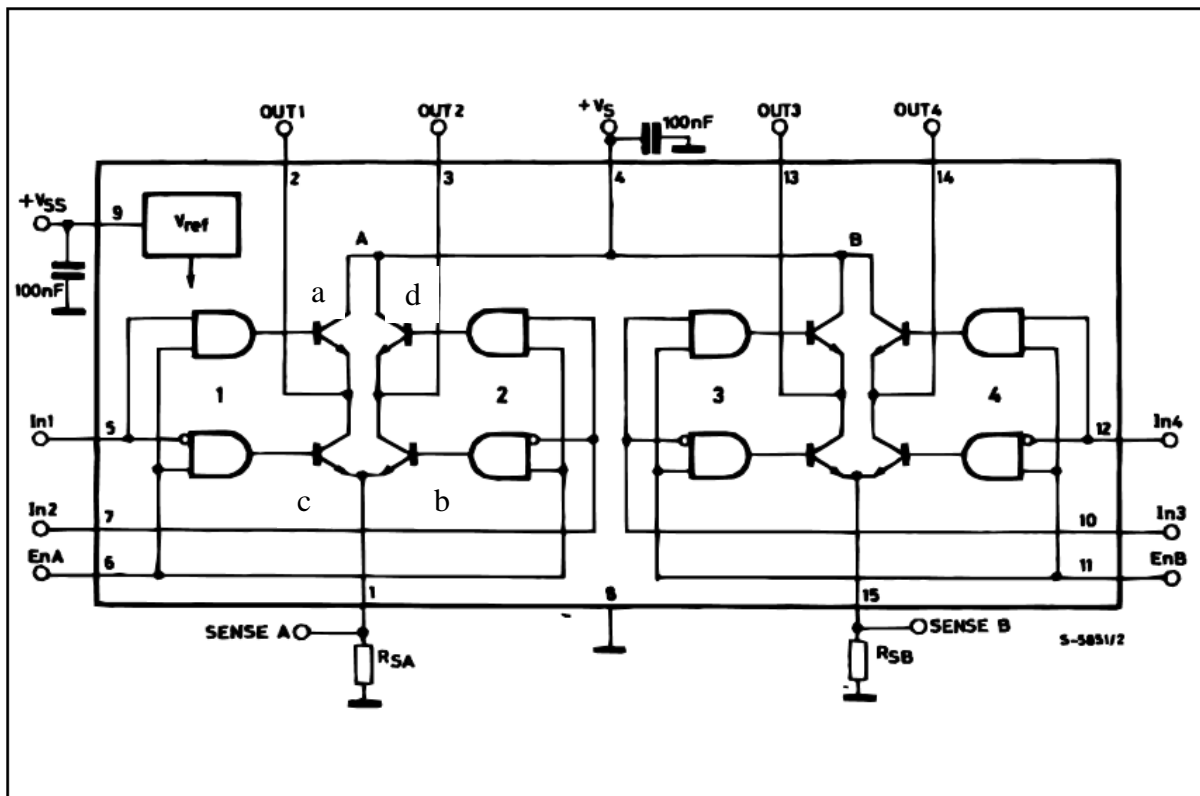 OUT1 OUT2 +VS 100nF OUT3 OUT4
2 3 4 13 14
+VSS 9 Vref
A B
100nF
a d
1 2 3 4
In1 5 12 In4
c b
In2 7 10 In3
EnA 6 11 EnB
1 8 15
SENSE A SENSE B
S-5851/2
RSA RSB